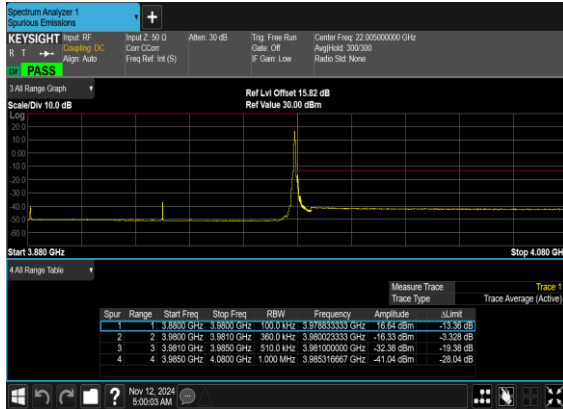 Spectrum Analyzer 1
Spurious Emissions
+
KEYSIGHT Input: RF Input Z: 50 Ω Atten: 30 dB Trig: Free Run Center Freq: 22.005000000 GHz
R T Coupling: DC Corr CCorr Gate: Off Avg|Hold: 300/300
Align: Auto Freq Ref: Int (S) IF Gain: Low Radio Std: None
PASS
3 All Range Graph
Ref Lvl Offset 15.82 dB
Scale/Div 10.0 dB Ref Value 30.00 dBm
Log
20.0
10.0
0.00
-10.0
-20.0
-30.0
-40.0
-50.0
-60.0
Start 3.880 GHz Stop 4.080 GH
4 All Range Table
Measure Trace Trace 1
Trace Type Trace Average (Active)
Spur Range Start Freq Stop Freq RBW Frequency Amplitude ΔLimit
1 1 3.8800 GHz 3.9800 GHz 100.0 kHz 3.978833333 GHz 16.64 dBm -13.36 dB
2 2 3.9800 GHz 3.9810 GHz 360.0 kHz 3.980023333 GHz -16.33 dBm -3.328 dB
3 3 3.9810 GHz 3.9850 GHz 510.0 kHz 3.981000000 GHz -32.38 dBm -19.38 dB
4 4 3.9850 GHz 4.0800 GHz 1.000 MHz 3.985316667 GHz -41.04 dBm -28.04 dB
? Nov 12, 2024
5:00:03 AM